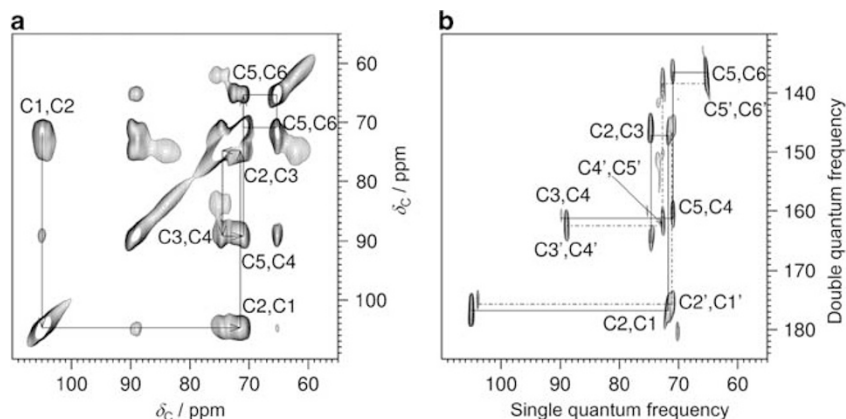 a
60
70
80
90
100
δC / ppm
C1,C2
C5,C6
C5,C6
C2,C3
C3,C4
C5,C4
C2,C1
100
90
80
70
60
δC / ppm
b
140
150
160
170
180
Double quantum frequency
C5,C6
C5',C6'
C2,C3
C4',C5'
C3,C4
C5,C4
C3',C4'
C2',C1'
C2,C1
100
90
80
70
60
Single quantum frequency